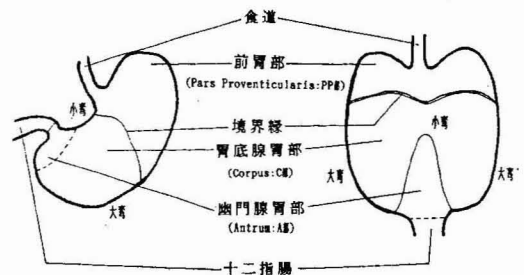 食道
前胃部
(Pars Proventicularis:PP部)
小弯
境界縁
小弯
胃底腺胃部
(Corpus:C部)
大弯
大弯
幽門腺胃部
(Antrum:A部)
大弯
十二指腸